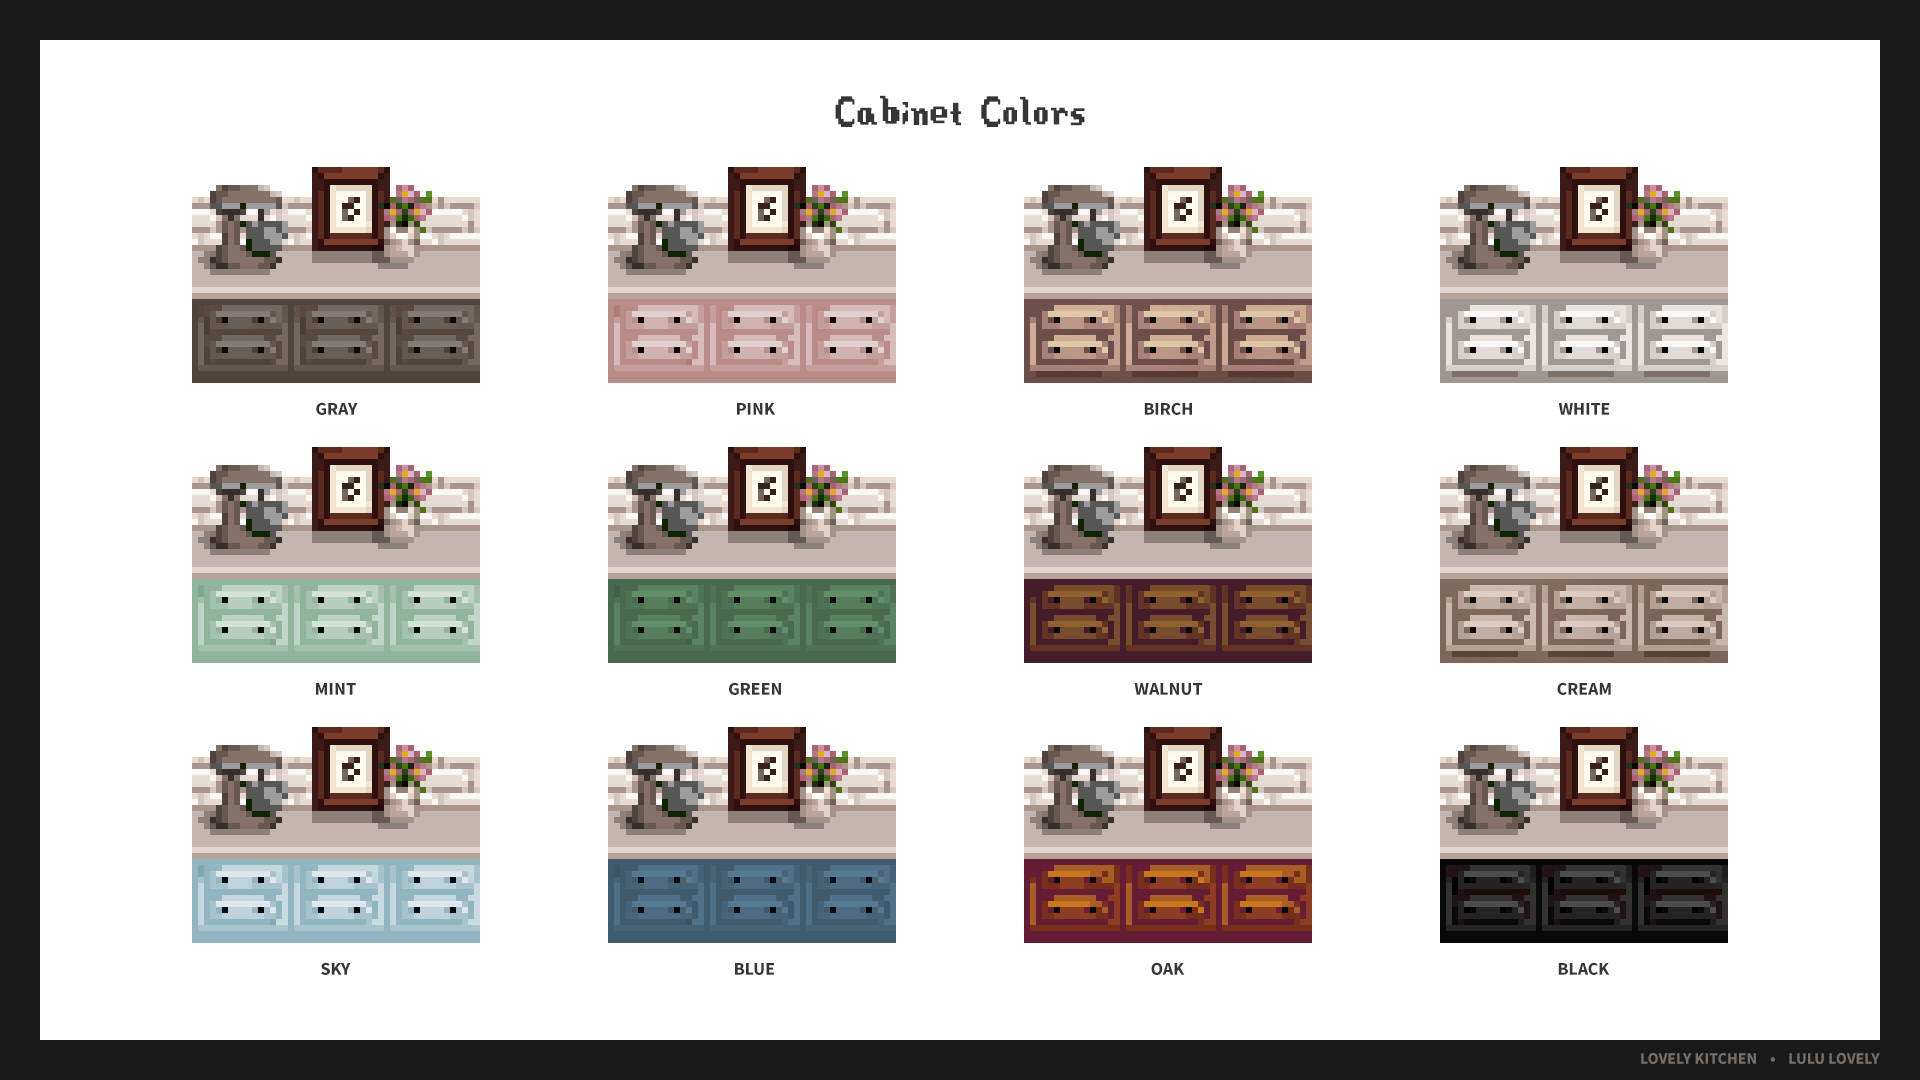 Cabinet Colors
GRAY
PINK
BIRCH
WHITE
MINT
GREEN
WALNUT
CREAM
SKY
BLUE
OAK
BLACK
LOVELY KITCHEN • LULU LOVELY